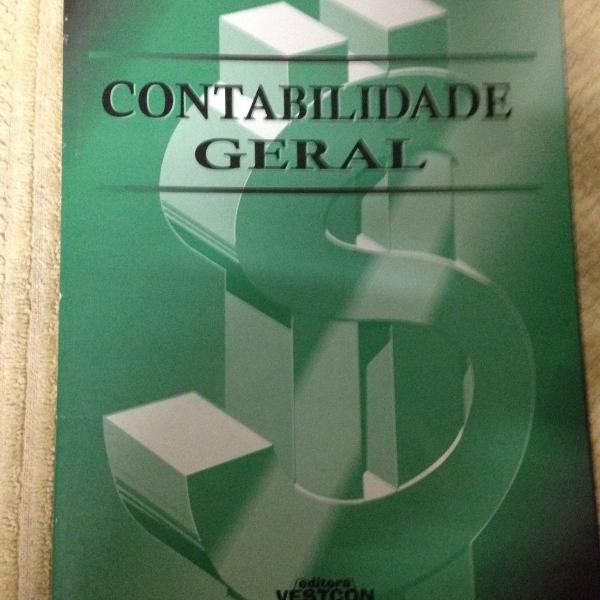 CONTABILIDADE
GERAL
editora
VESTCON